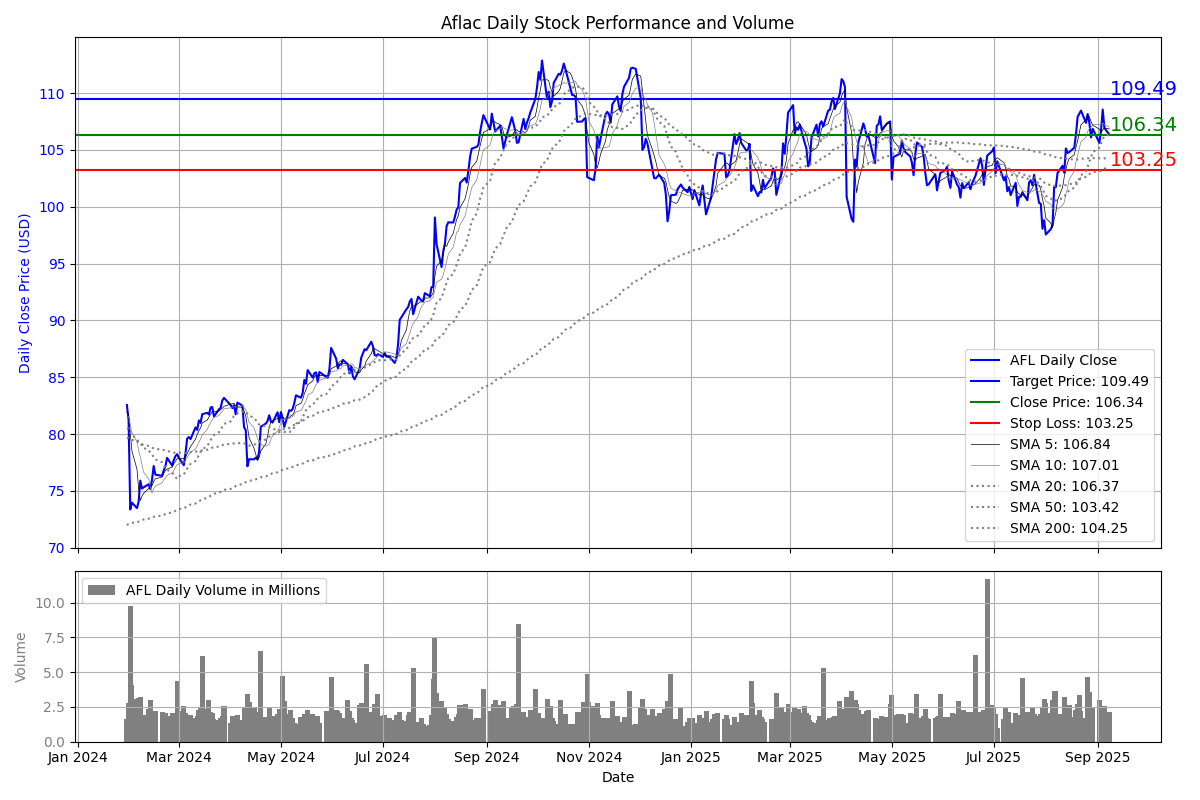 Aflac Daily Stock Performance and Volume
Daily Close Price (USD)
110
105
100
95
90
85
80
75
70
109.49
106.34
103.25
AFL Daily Close
Target Price: 109.49
Close Price: 106.34
Stop Loss: 103.25
SMA 5: 106.84
SMA 10: 107.01
SMA 20: 106.37
SMA 50: 103.42
SMA 200: 104.25
Volume
10.0
7.5
5.0
2.5
0.0
AFL Daily Volume in Millions
Jan 2024 Mar 2024 May 2024 Jul 2024 Sep 2024 Nov 2024 Jan 2025 Mar 2025 May 2025 Jul 2025 Sep 2025
Date